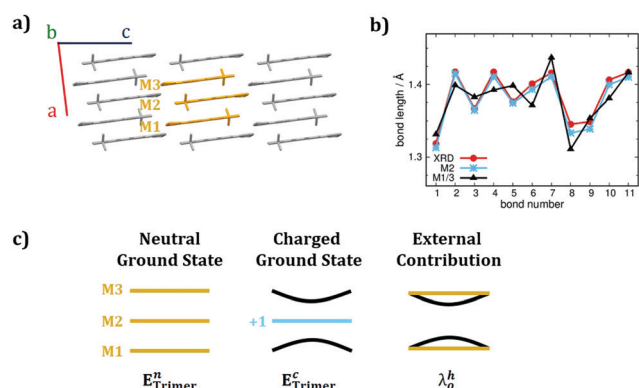 a)
b
c
a
M3
M2
M1
b)
bond length / Å
1.4
1.3
XRD
M2
M1/3
1 2 3 4 5 6 7 8 9 10 11
bond number
c)
Neutral
Ground State
Charged
Ground State
External
Contribution
M3
M2
+1
M1
E^n_Trimer
E^c_Trimer
λ^h_o